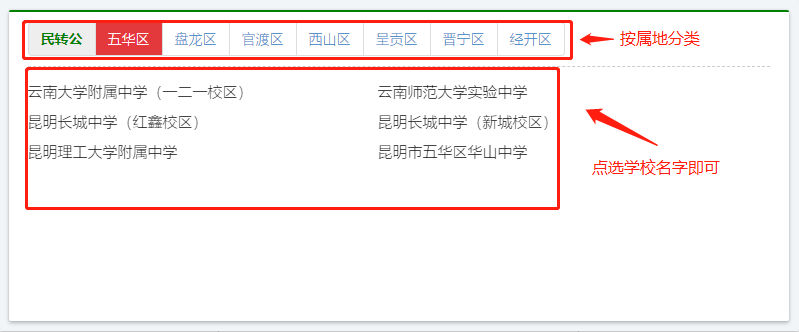 民转公 五华区 盘龙区 官渡区 西山区 呈贡区 晋宁区 经开区 按属地分类
云南大学附属中学（一二一校区） 云南师范大学实验中学
昆明长城中学（红鑫校区） 昆明长城中学（新城校区）
昆明理工大学附属中学 昆明市五华区华山中学
点选学校名字即可